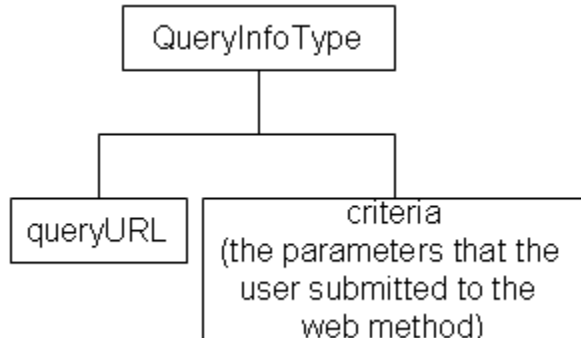 QueryInfoType
queryURL
criteria
(the parameters that the
user submitted to the
web method)